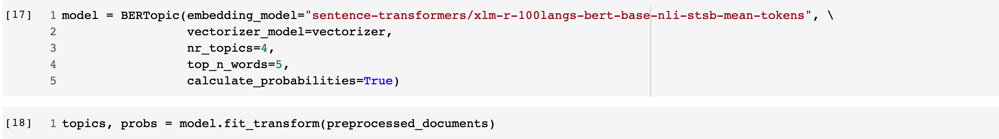 [17] 1 model = BERTopic(embedding_model="sentence-transformers/xlm-r-100langs-bert-base-nli-stsb-mean-tokens", \
2 vectorizer_model=vectorizer,
3 nr_topics=4,
4 top_n_words=5,
5 calculate_probabilities=True)
[18] 1 topics, probs = model.fit_transform(preprocessed_documents)